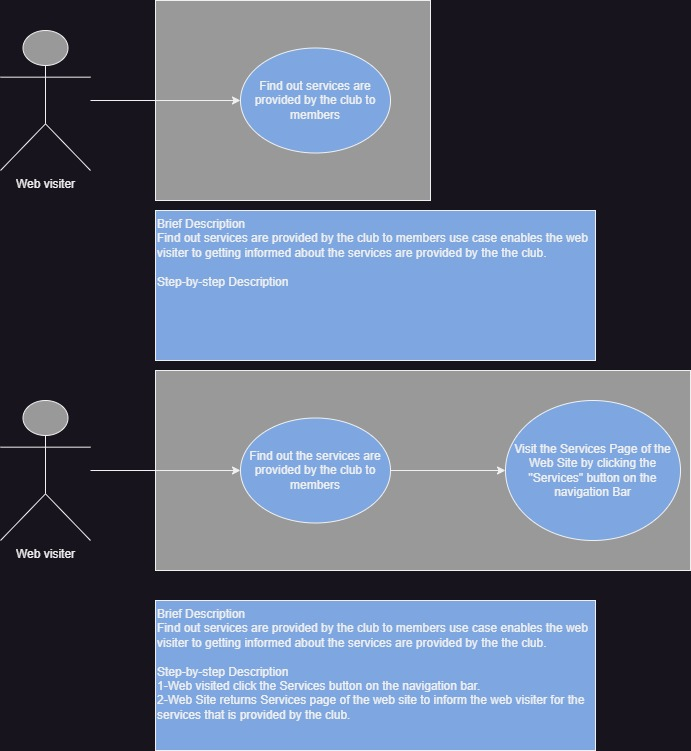 Find out services are
provided by the club to
members
Web visiter
Brief Description
Find out services are provided by the club to members use case enables the web
visiter to getting informed about the services are provided by the the club.
Step-by-step Description
Find out the services are
provided by the club to
members
Visit the Services Page of the
Web Site by clicking the
"Services" button on the
navigation Bar
Web visiter
Brief Description
Find out services are provided by the club to members use case enables the web
visiter to getting informed about the services are provided by the the club.
Step-by-step Description
1-Web visited click the Services button on the navigation bar.
2-Web Site returns Services page of the web site to inform the web visiter for the
services that is provided by the club.